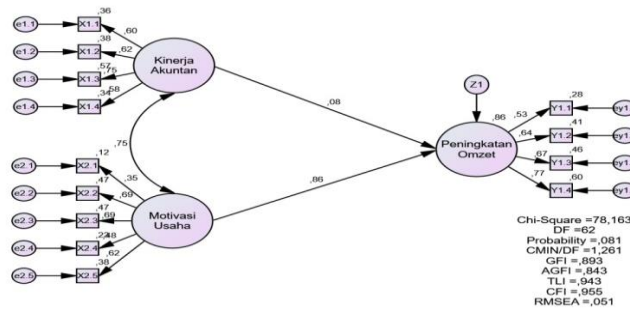 e1.1
X1.1
,36
,60
e1.2
X1.2
,38
,62
e1.3
X1.3
,57
,75
e1.4
X1.4
,34
,58
Kinerja
Akuntan
,75
,08
,86
e2.1
X2.1
,12
,35
e2.2
X2.2
,47
,69
e2.3
X2.3
,47
,69
e2.4
X2.4
,23
,48
e2.5
X2.5
,38
,62
Motivasi
Usaha
Z1
,86
Peningkatan
Omzet
,53
Y1.1
,28
ey1.
,64
Y1.2
,41
ey1.
,67
Y1.3
,46
ey1.
,77
Y1.4
,60
ey1.
Chi-Square =78,163
DF =62
Probability =,081
CMIN/DF =1,261
GFI =,893
AGFI =,843
TLI =,943
CFI =,955
RMSEA =,051